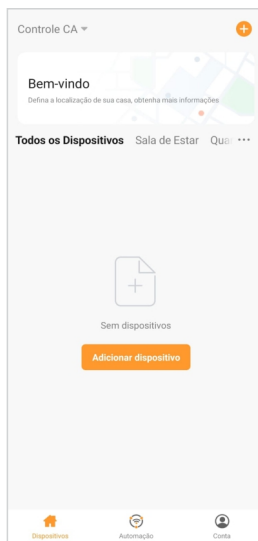 Controle CA
Bem-vindo
Defina a localização de sua casa, obtenha mais informações
Todos os Dispositivos Sala de Estar Qua
Sem dispositivos
Adicionar dispositivo
Dispositivos Automação Conta